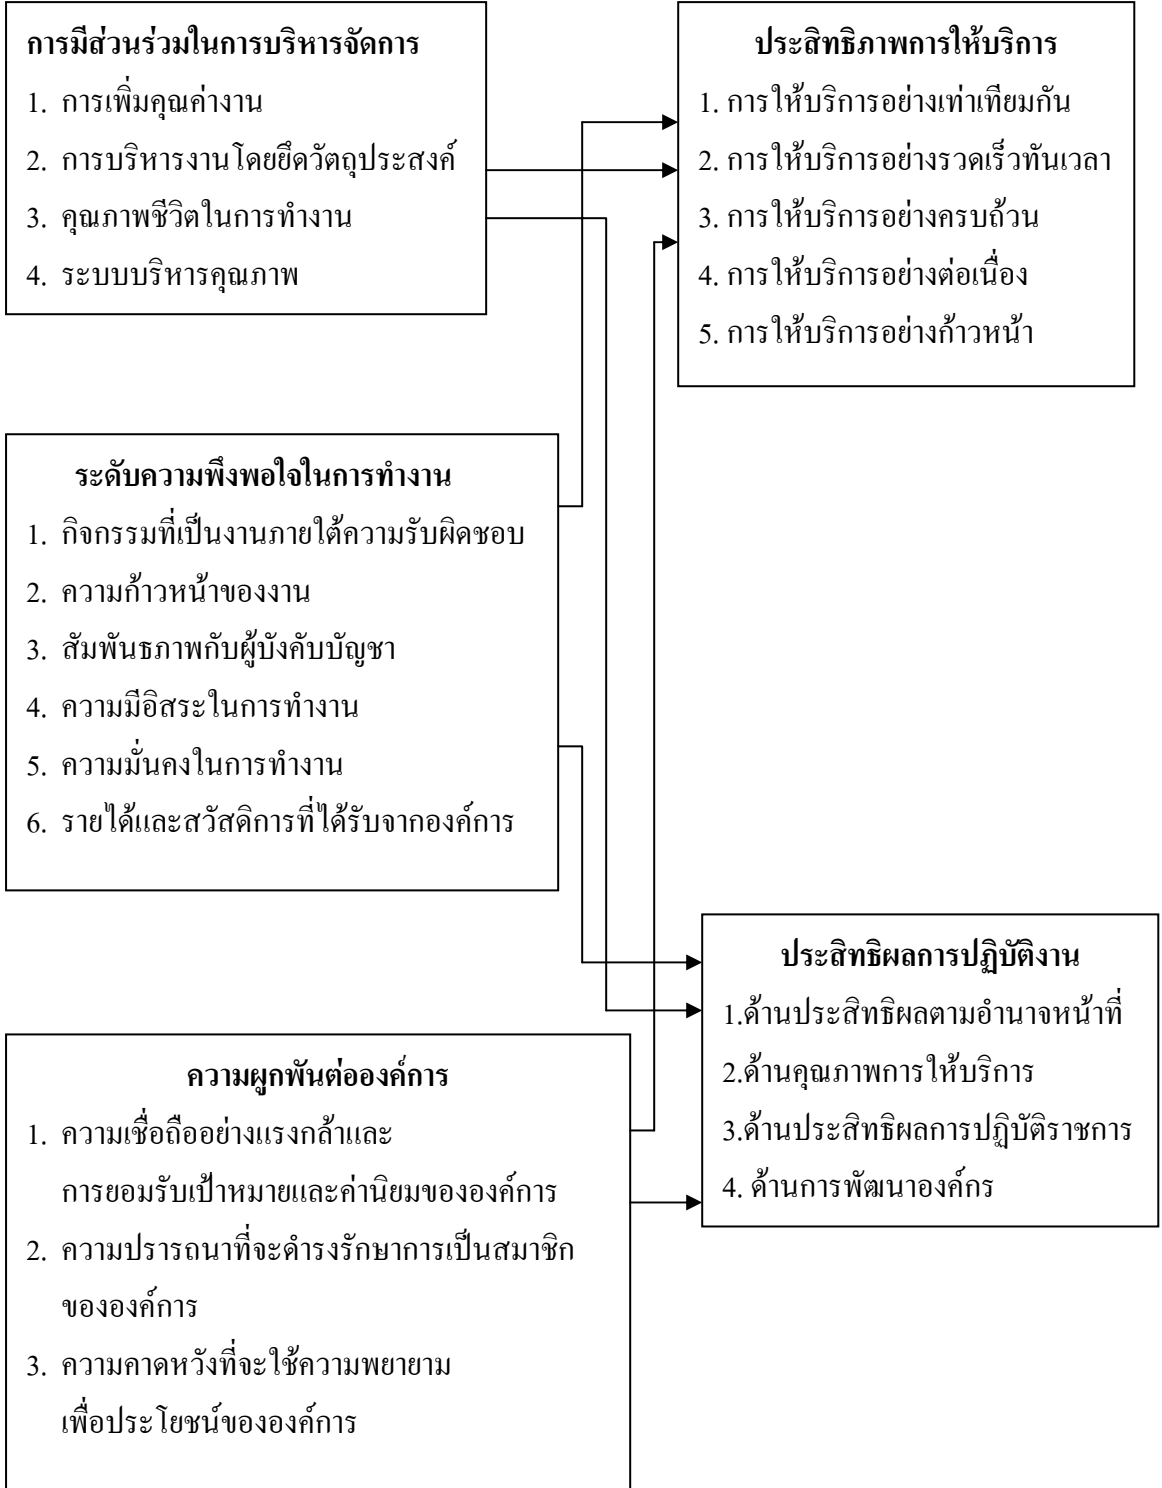 การมีส่วนร่วมในการบริหารจัดการ
1. การเพิ่มคุณค่างาน
2. การบริหารงานโดยยึดวัตถุประสงค์
3. คุณภาพชีวิตในการทำงาน
4. ระบบบริหารคุณภาพ
ประสิทธิภาพการให้บริการ
1. การให้บริการอย่างเท่าเทียมกัน
2. การให้บริการอย่างรวดเร็วทันเวลา
3. การให้บริการอย่างครบถ้วน
4. การให้บริการอย่างต่อเนื่อง
5. การให้บริการอย่างก้าวหน้า
ระดับความพึงพอใจในการทำงาน
1. กิจกรรมที่เป็นงานภายใต้ความรับผิดชอบ
2. ความก้าวหน้าของงาน
3. สัมพันธภาพกับผู้บังคับบัญชา
4. ความมีอิสระในการทำงาน
5. ความมั่นคงในการทำงาน
6. รายได้และสวัสดิการที่ได้รับจากองค์การ
ประสิทธิผลการปฏิบัติงาน
1.ด้านประสิทธิผลตามอำนาจหน้าที่
2.ด้านคุณภาพการให้บริการ
3.ด้านประสิทธิผลการปฏิบัติราชการ
4. ด้านการพัฒนาองค์กร
ความผูกพันต่อองค์การ
1. ความเชื่อถืออย่างแรงกล้าและ
การยอมรับเป้าหมายและค่านิยมขององค์การ
2. ความปรารถนาที่จะดำรงรักษาการเป็นสมาชิก
ขององค์การ
3. ความคาดหวังที่จะใช้ความพยายาม
เพื่อประโยชน์ขององค์การ